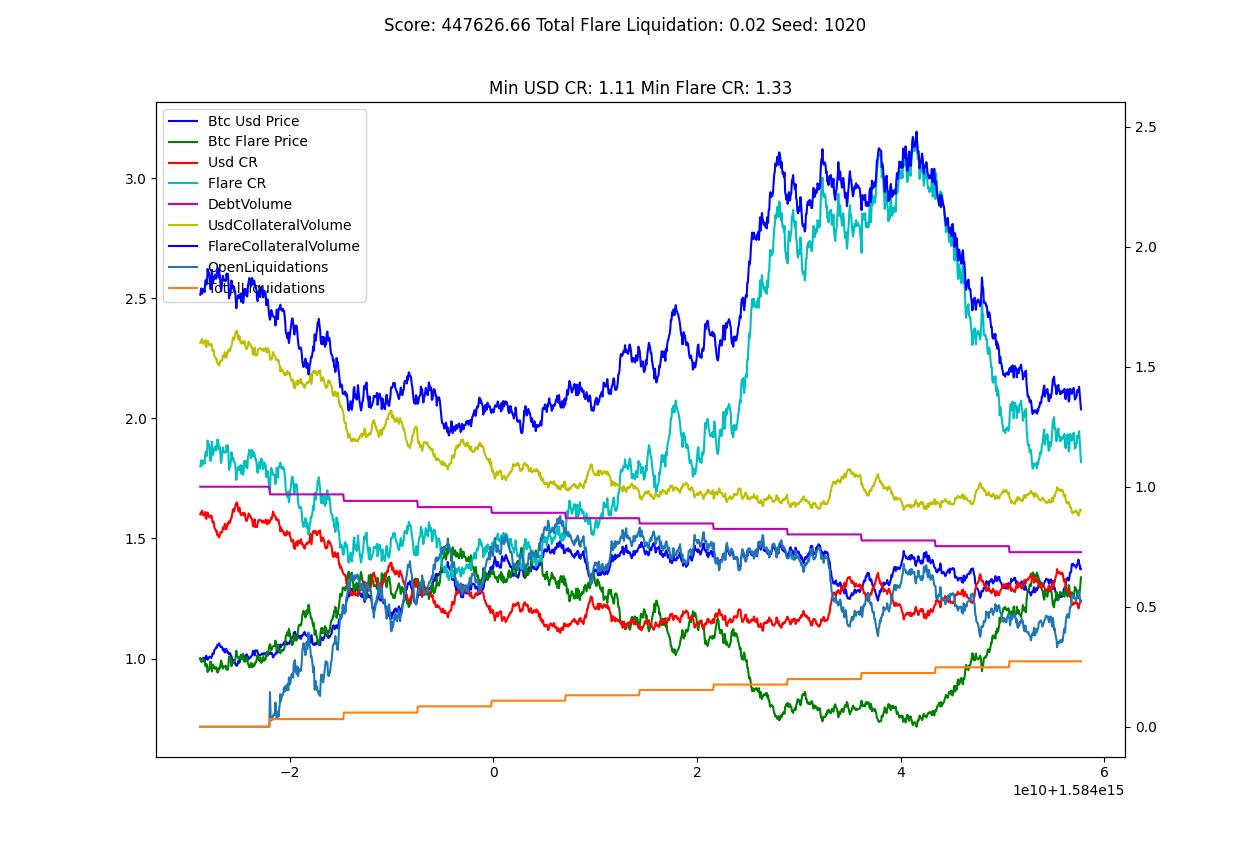 Score: 447626.66 Total Flare Liquidation: 0.02 Seed: 1020
Min USD CR: 1.11 Min Flare CR: 1.33
Btc Usd Price
Btc Flare Price
Usd CR
Flare CR
DebtVolume
UsdCollateralVolume
FlareCollateralVolume
OpenLiquidations
TotalLiquidations
3.0
2.5
2.0
1.5
1.0
2.5
2.0
1.5
1.0
0.5
0.0
−2
0
2
4
6
1e10+1.584e15